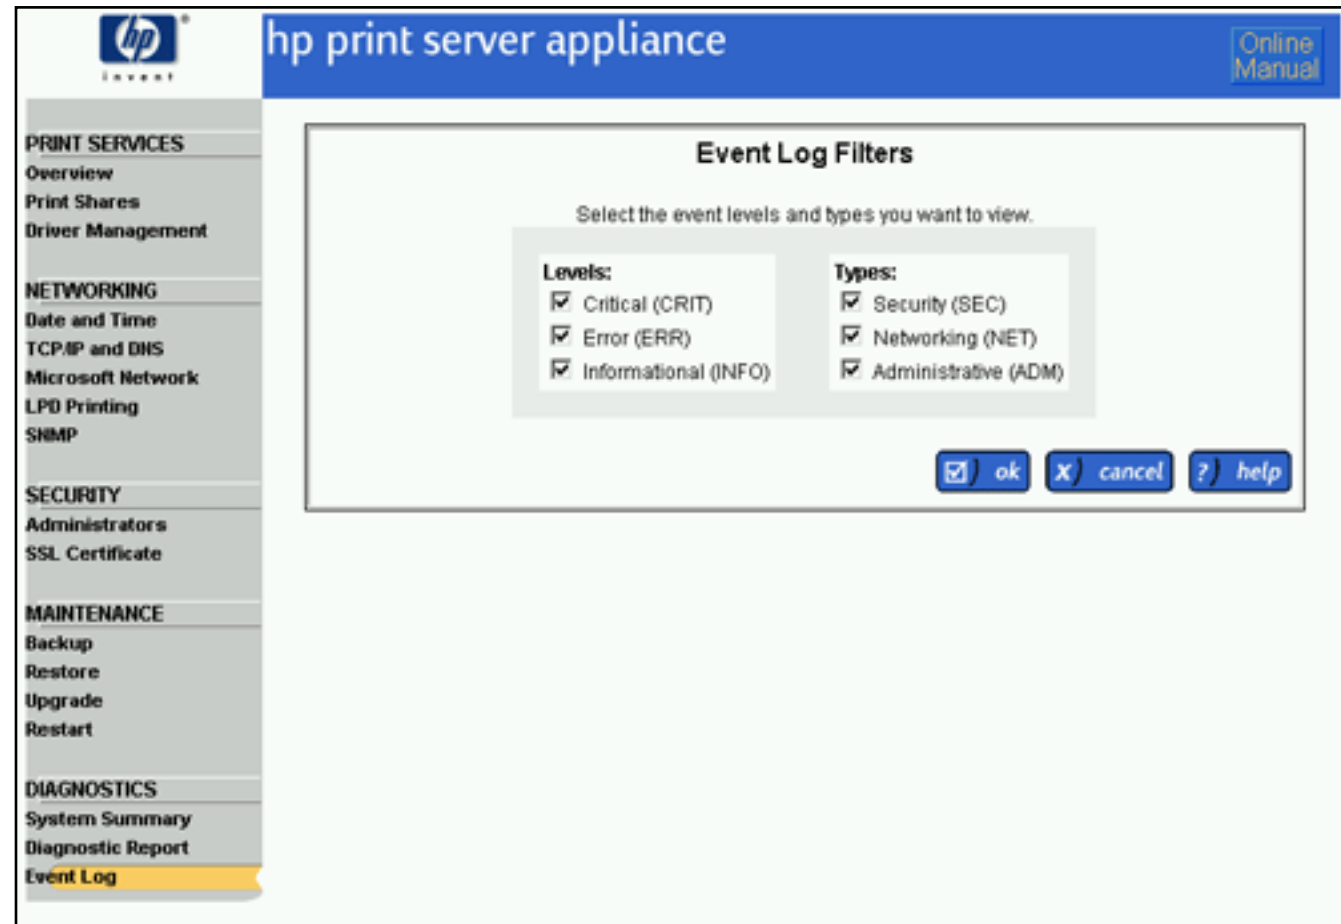 hp
invent
hp print server appliance
Online
Manual
PRINT SERVICES
Overview
Print Shares
Driver Management
NETWORKING
Date and Time
TCP/IP and DNS
Microsoft Network
LPD Printing
SNMP
SECURITY
Administrators
SSL Certificate
MAINTENANCE
Backup
Restore
Upgrade
Restart
DIAGNOSTICS
System Summary
Diagnostic Report
Event Log
Event Log Filters
Select the event levels and types you want to view.
Levels:
Critical (CRIT)
Error (ERR)
Informational (INFO)
Types:
Security (SEC)
Networking (NET)
Administrative (ADM)
ok
X) cancel
?) help